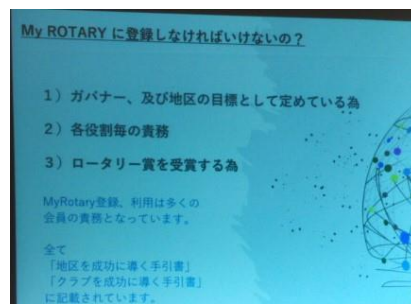 My ROTARY に登録しなければいけないの？
1）ガバナー、及び地区の目標として定めている為
2）各役割毎の責務
3）ロータリー賞を受賞する為
MyRotary登録、利用は多くの
会員の責務となっています。
全て
「地区を成功に導く手引書」
「クラブを成功に導く手引書」
に記載されています。